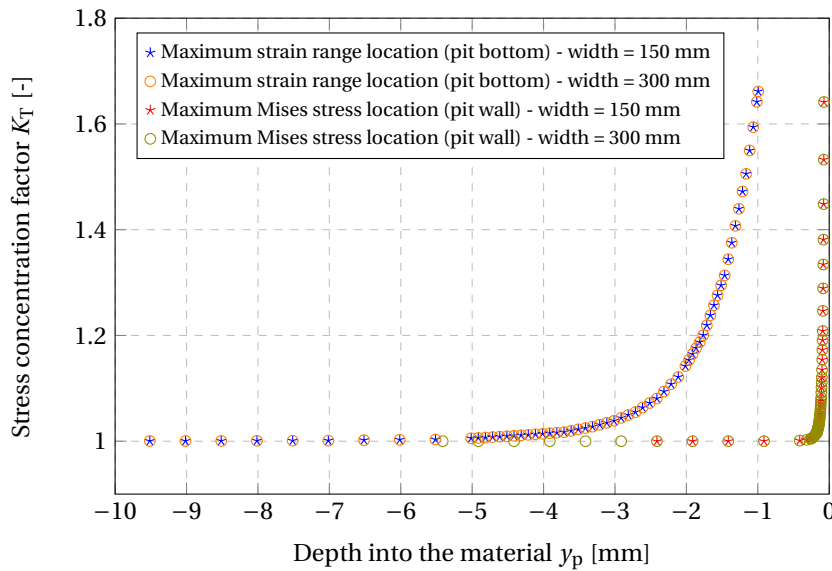 1.8
1.6
1.4
1.2
1
Stress concentration factor K_T [-]
Maximum strain range location (pit bottom) - width = 150 mm
Maximum strain range location (pit bottom) - width = 300 mm
Maximum Mises stress location (pit wall) - width = 150 mm
Maximum Mises stress location (pit wall) - width = 300 mm
−10 −9 −8 −7 −6 −5 −4 −3 −2 −1 0
Depth into the material y_p [mm]